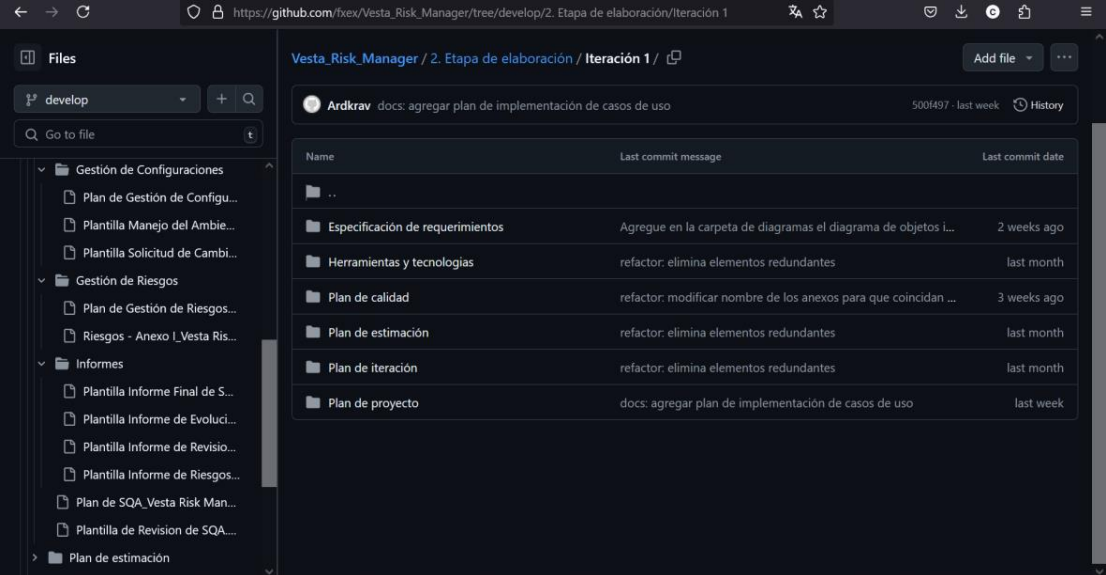 https://github.com/fxex/Vesta_Risk_Manager/tree/develop/2. Etapa de elaboración/Iteración 1
Files
develop
Go to file
t
Gestión de Configuraciones
Plan de Gestión de Configu...
Plantilla Manejo del Ambie...
Plantilla Solicitud de Cambi...
Gestión de Riesgos
Plan de Gestión de Riesgos...
Riesgos - Anexo I_Vesta Ris...
Informes
Plantilla Informe Final de S...
Plantilla Informe de Evoluci...
Plantilla Informe de Revisio...
Plantilla Informe de Riesgos...
Plan de SQA_Vesta Risk Man...
Plantilla de Revision de SQA....
Plan de estimación
Vesta_Risk_Manager / 2. Etapa de elaboración / Iteración 1 /
Add file
Ardkrav docs: agregar plan de implementación de casos de uso 500f497 · last week History
Name Last commit message Last commit date
..
Especificación de requerimientos Agregue en la carpeta de diagramas el diagrama de objetos i... 2 weeks ago
Herramientas y tecnologias refactor: elimina elementos redundantes last month
Plan de calidad refactor: modificar nombre de los anexos para que coincidan ... 3 weeks ago
Plan de estimación refactor: elimina elementos redundantes last month
Plan de iteración refactor: elimina elementos redundantes last month
Plan de proyecto docs: agregar plan de implementación de casos de uso last week